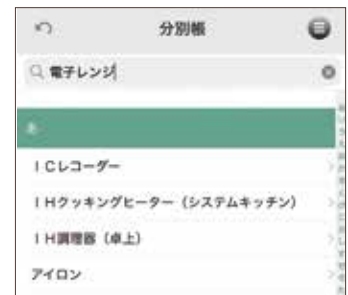 分別帳
電子レンジ
あ
ICレコーダー
IHクッキングヒーター（システムキッチン）
IH調理器（卓上）
アイロン